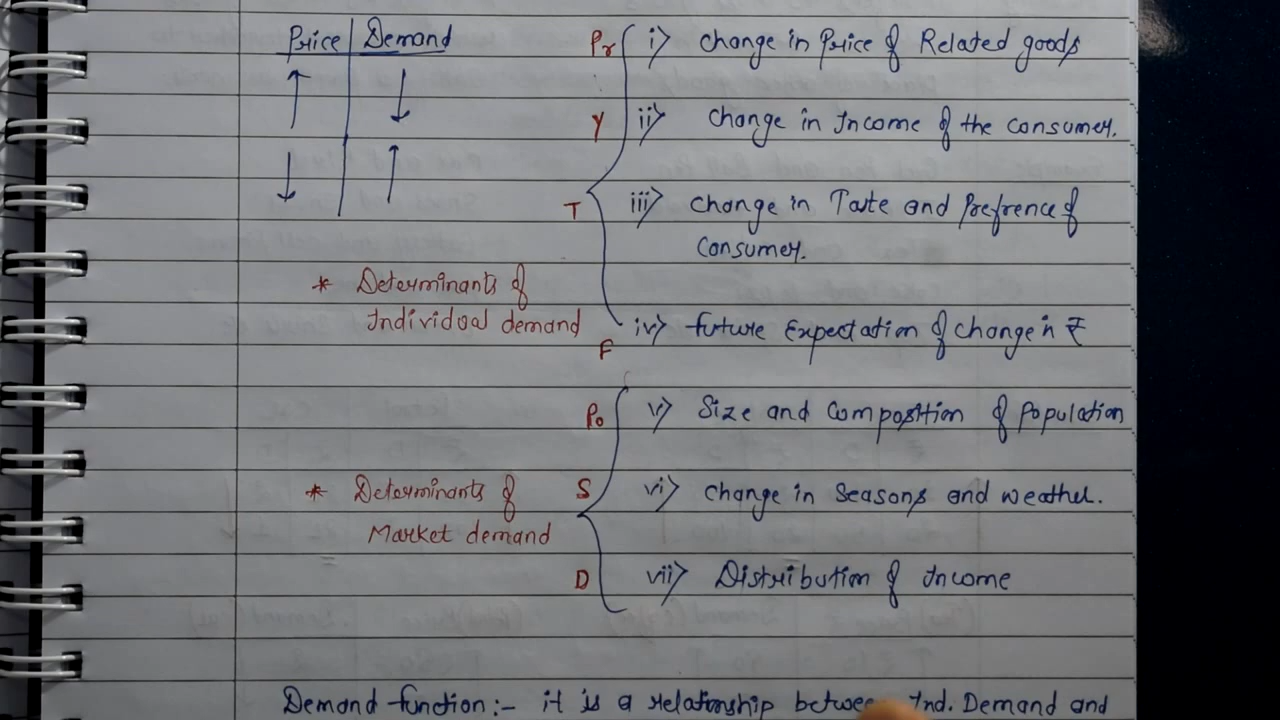 Price | Demand
↑ ↓
↓ ↑
Pr i) change in Price of Related goods
Y ii) change in Income of the consumer.
T iii) change in Taste and Prefrence of
Consumer.
* Determinants of
Individual demand
F iv) future Expectation of change in ₹
Po v) Size and Composition of Population
* Determinants of
Market demand
S vi) change in Seasons and weather.
D vii) Distribution of Income
Demand function:- it is a relationship between Ind. Demand and